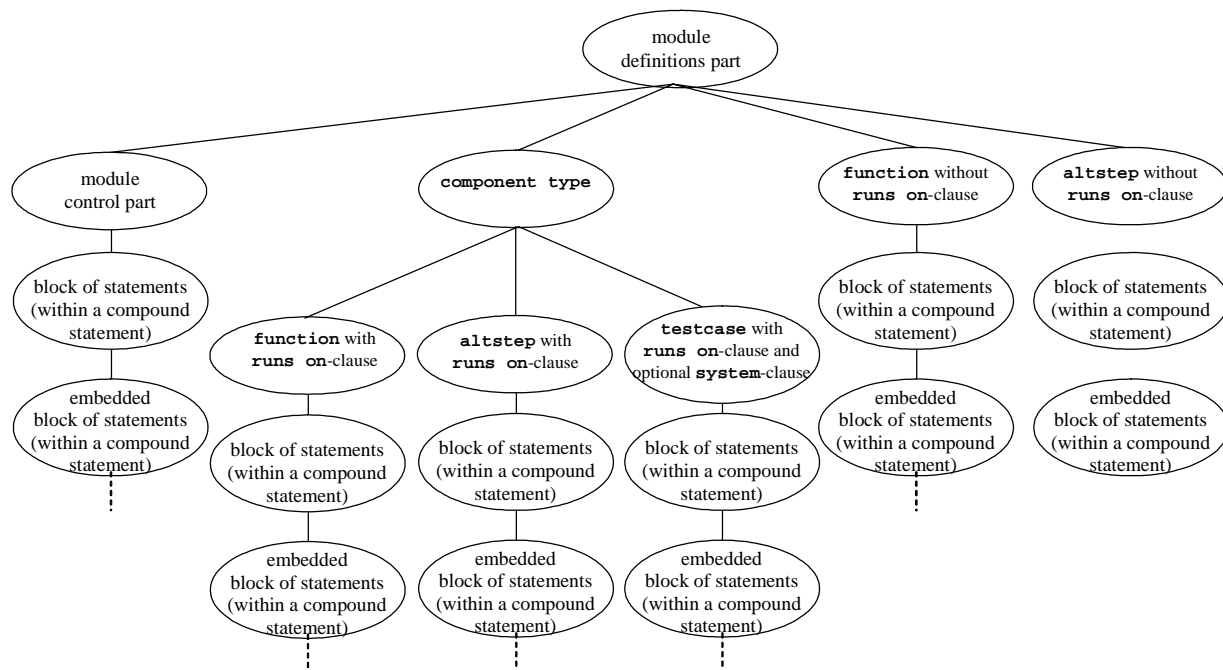 module
definitions part
module
control part
component type
function without
runs on-clause
altstep without
runs on-clause
block of statements
(within a compound
statement)
block of statements
(within a compound
statement)
block of statements
(within a compound
statement)
function with
runs on-clause
altstep with
runs on-clause
testcase with
runs on-clause and
optional system-clause
embedded
block of statements
(within a compound
statement)
embedded
block of statements
(within a compound
statement)
embedded
block of statements
(within a compound
statement)
block of statements
(within a compound
statement)
block of statements
(within a compound
statement)
block of statements
(within a compound
statement)
embedded
block of statements
(within a compound
statement)
embedded
block of statements
(within a compound
statement)
embedded
block of statements
(within a compound
statement)